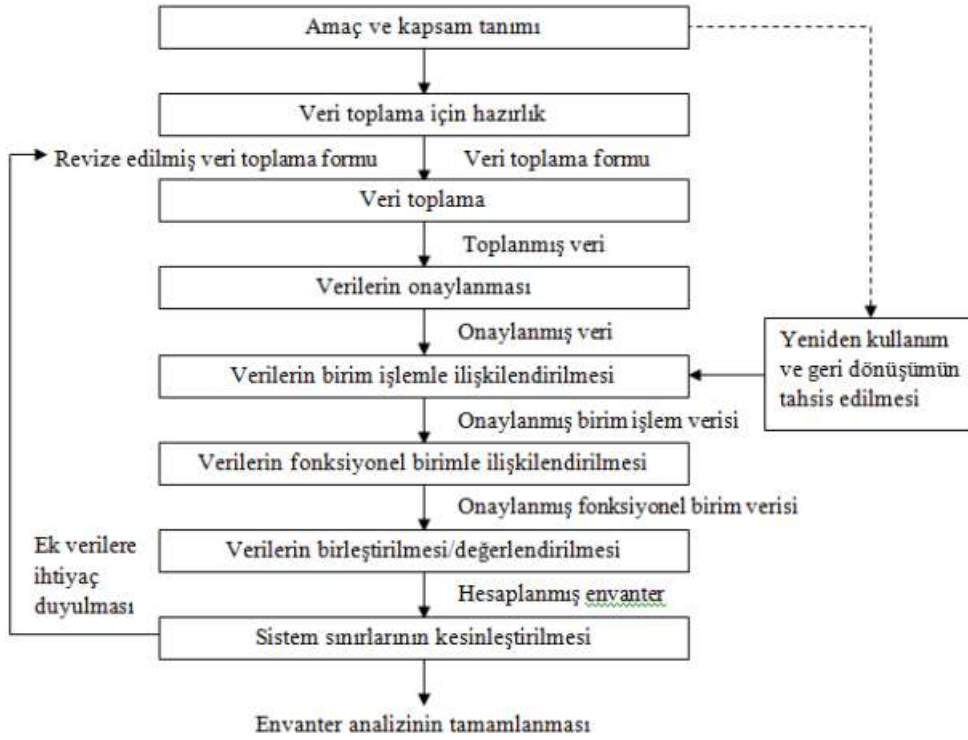 Amaç ve kapsam tanımı
Veri toplama için hazırlık
Revize edilmiş veri toplama formu
Veri toplama formu
Veri toplama
Toplanmış veri
Verilerin onaylanması
Onaylanmış veri
Yeniden kullanım
ve geri dönüşümün
tahsis edilmesi
Verilerin birim işlemle ilişkilendirilmesi
Onaylanmış birim işlem verisi
Verilerin fonksiyonel birimle ilişkilendirilmesi
Onaylanmış fonksiyonel birim verisi
Verilerin birleştirilmesi/değerlendirilmesi
Ek verilere
ihtiyaç
duyulması
Hesaplanmış envanter
Sistem sınırlarının kesinleştirilmesi
Envanter analizinin tamamlanması